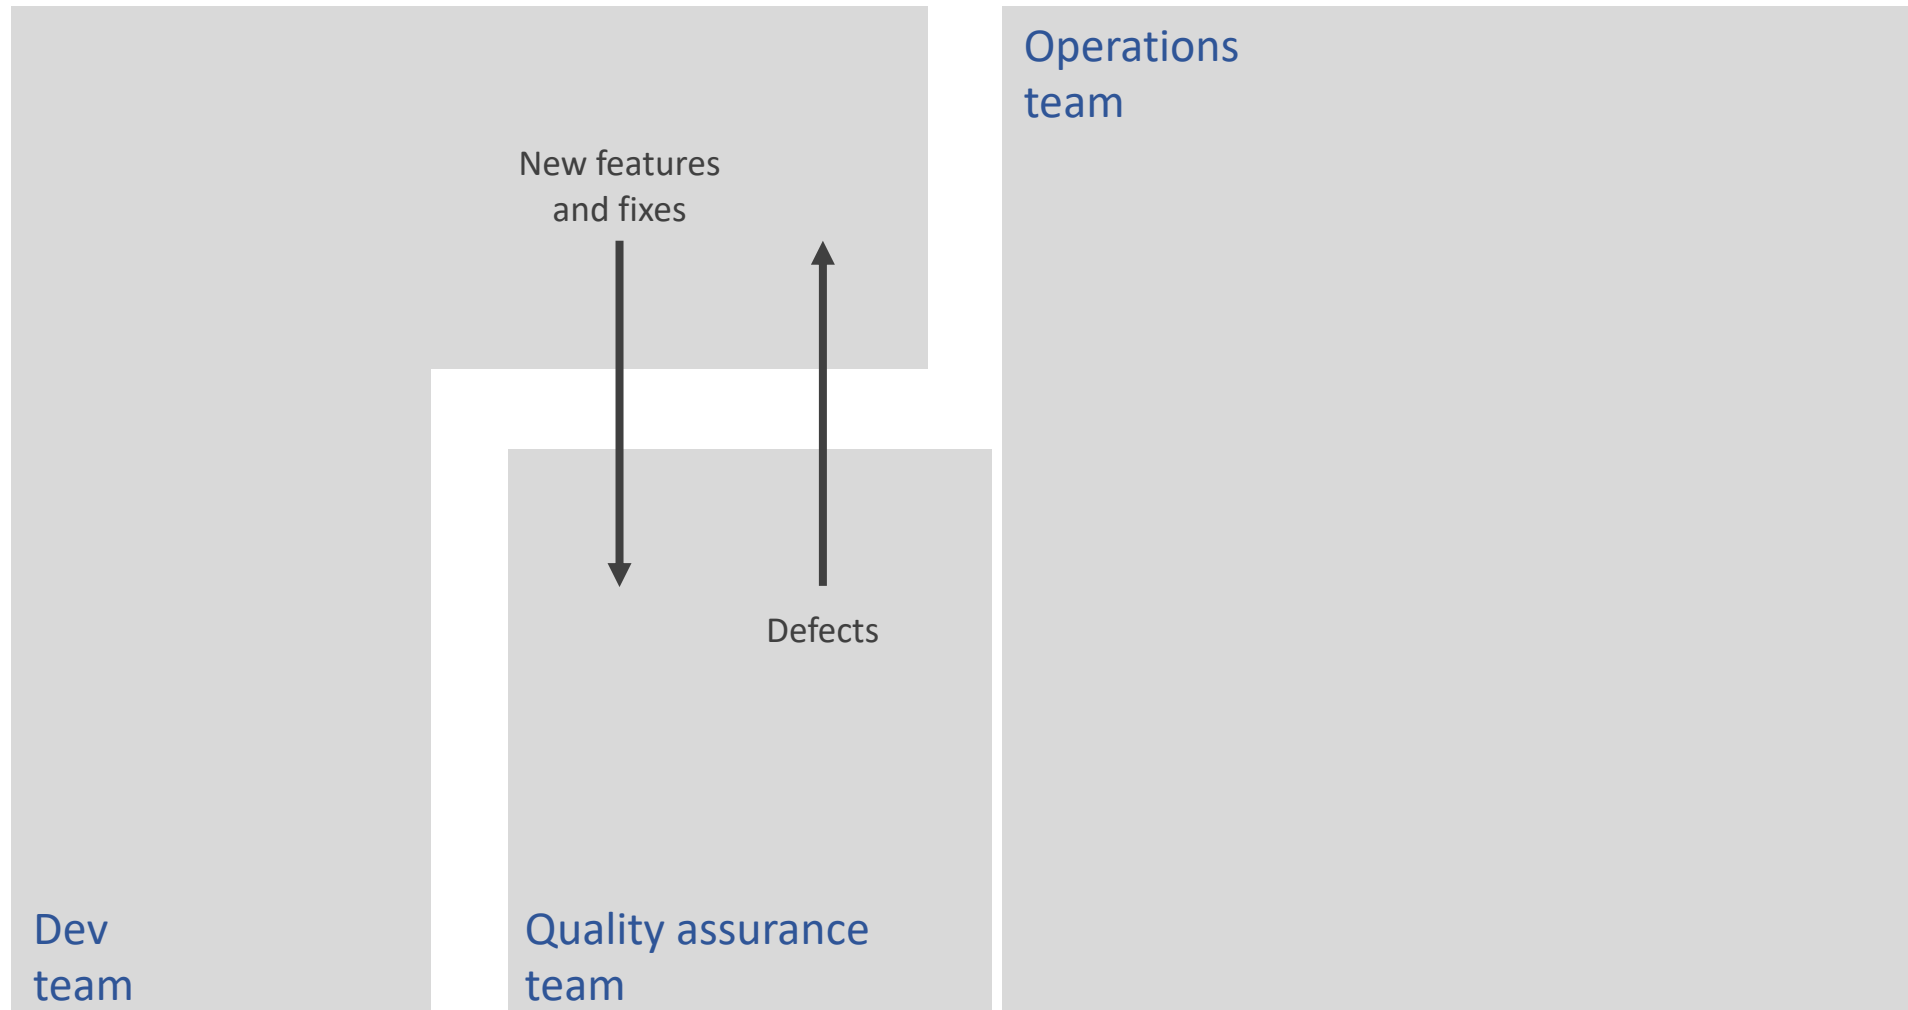 Operations
team
New features
and fixes
Defects
Dev
team
Quality assurance
team